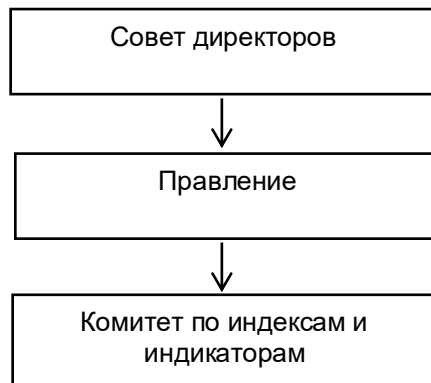 Совет директоров
Правление
Комитет по индексам и
индикаторам